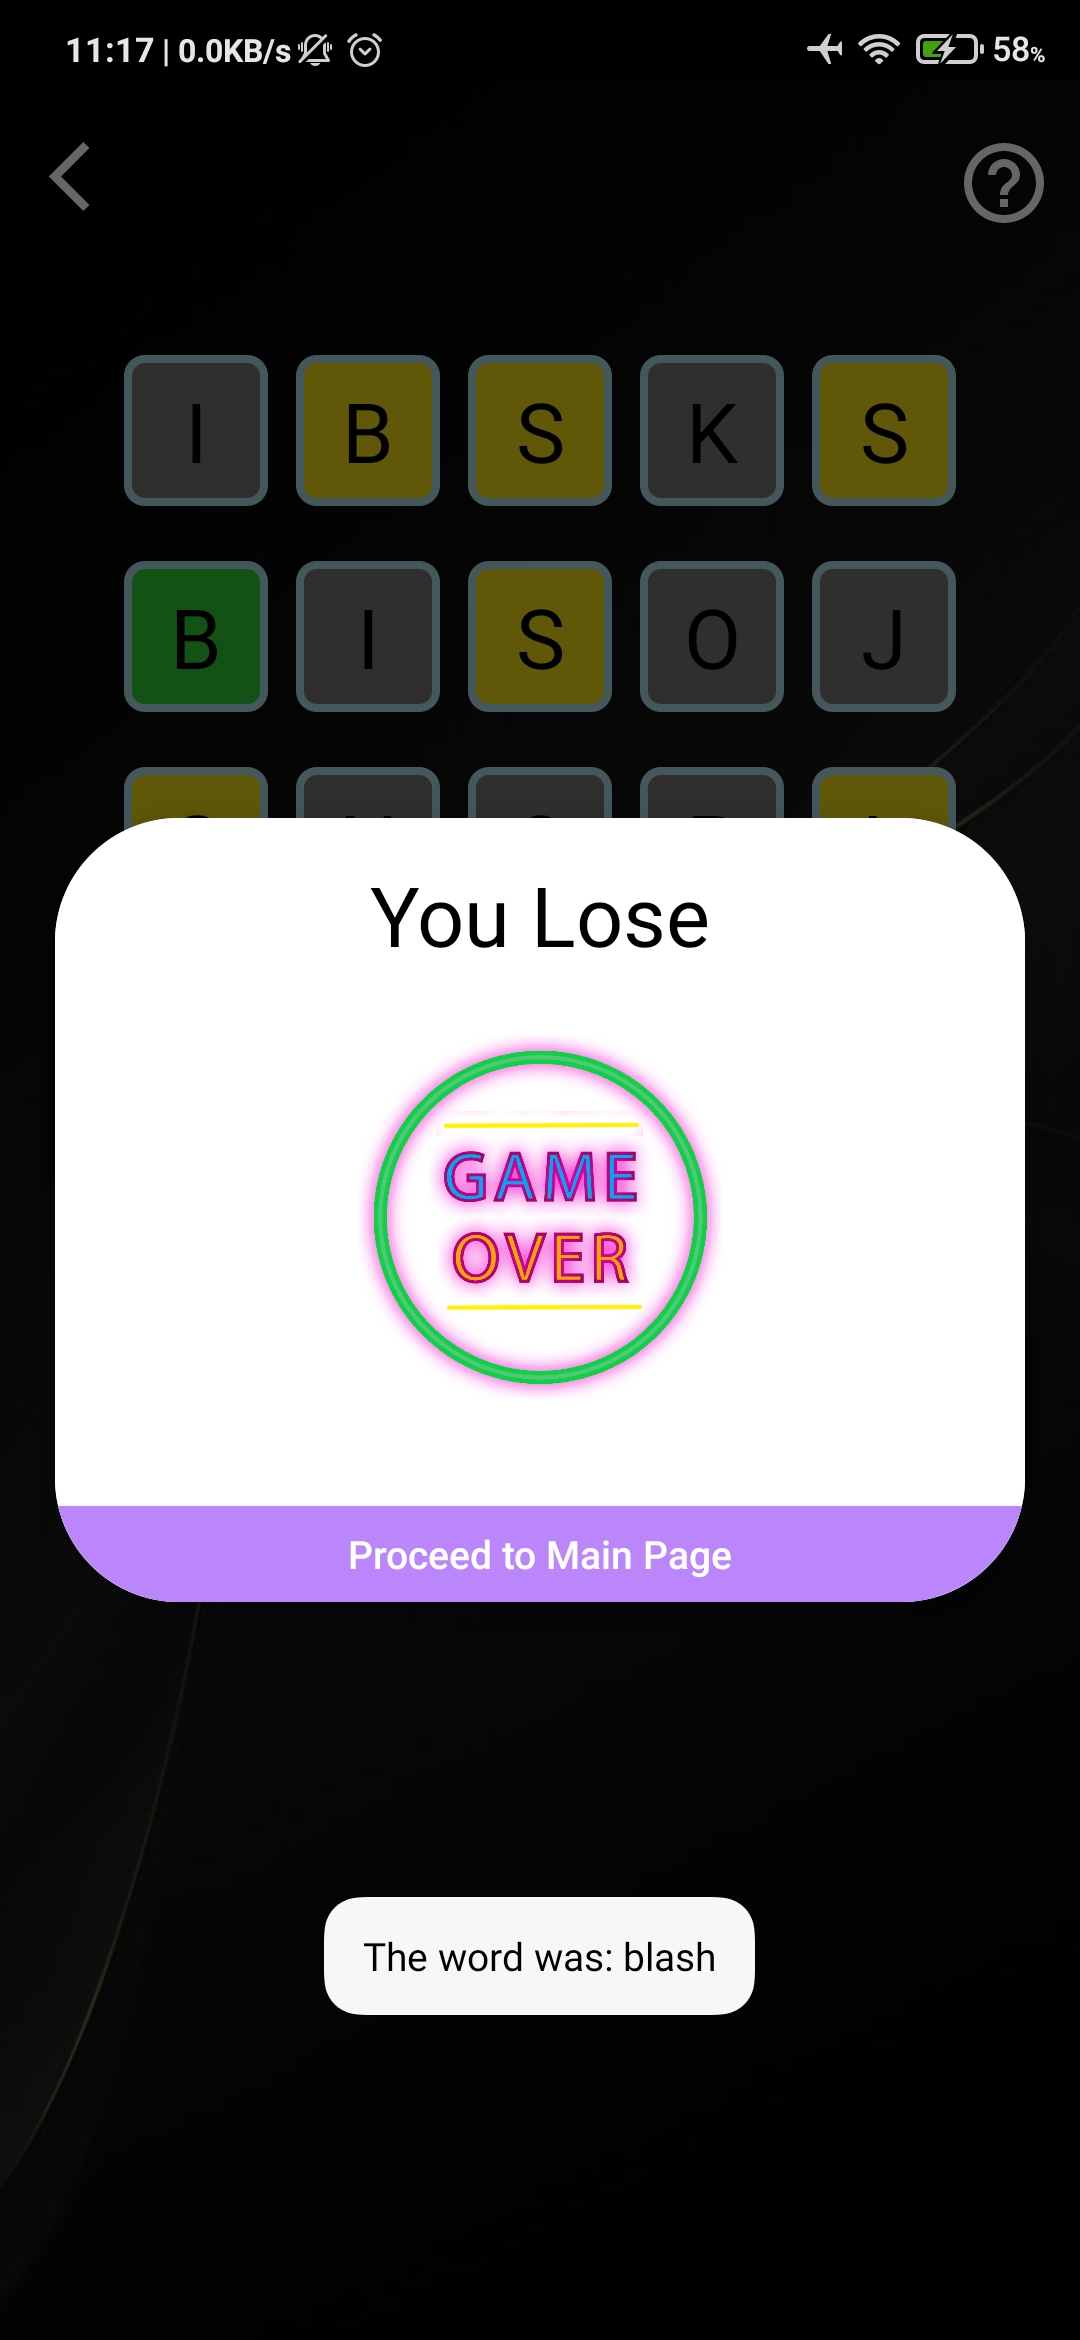 11:17 | 0.0KB/s 58%
I B S K S
B I S O J
You Lose
GAME
OVER
Proceed to Main Page
The word was: blash